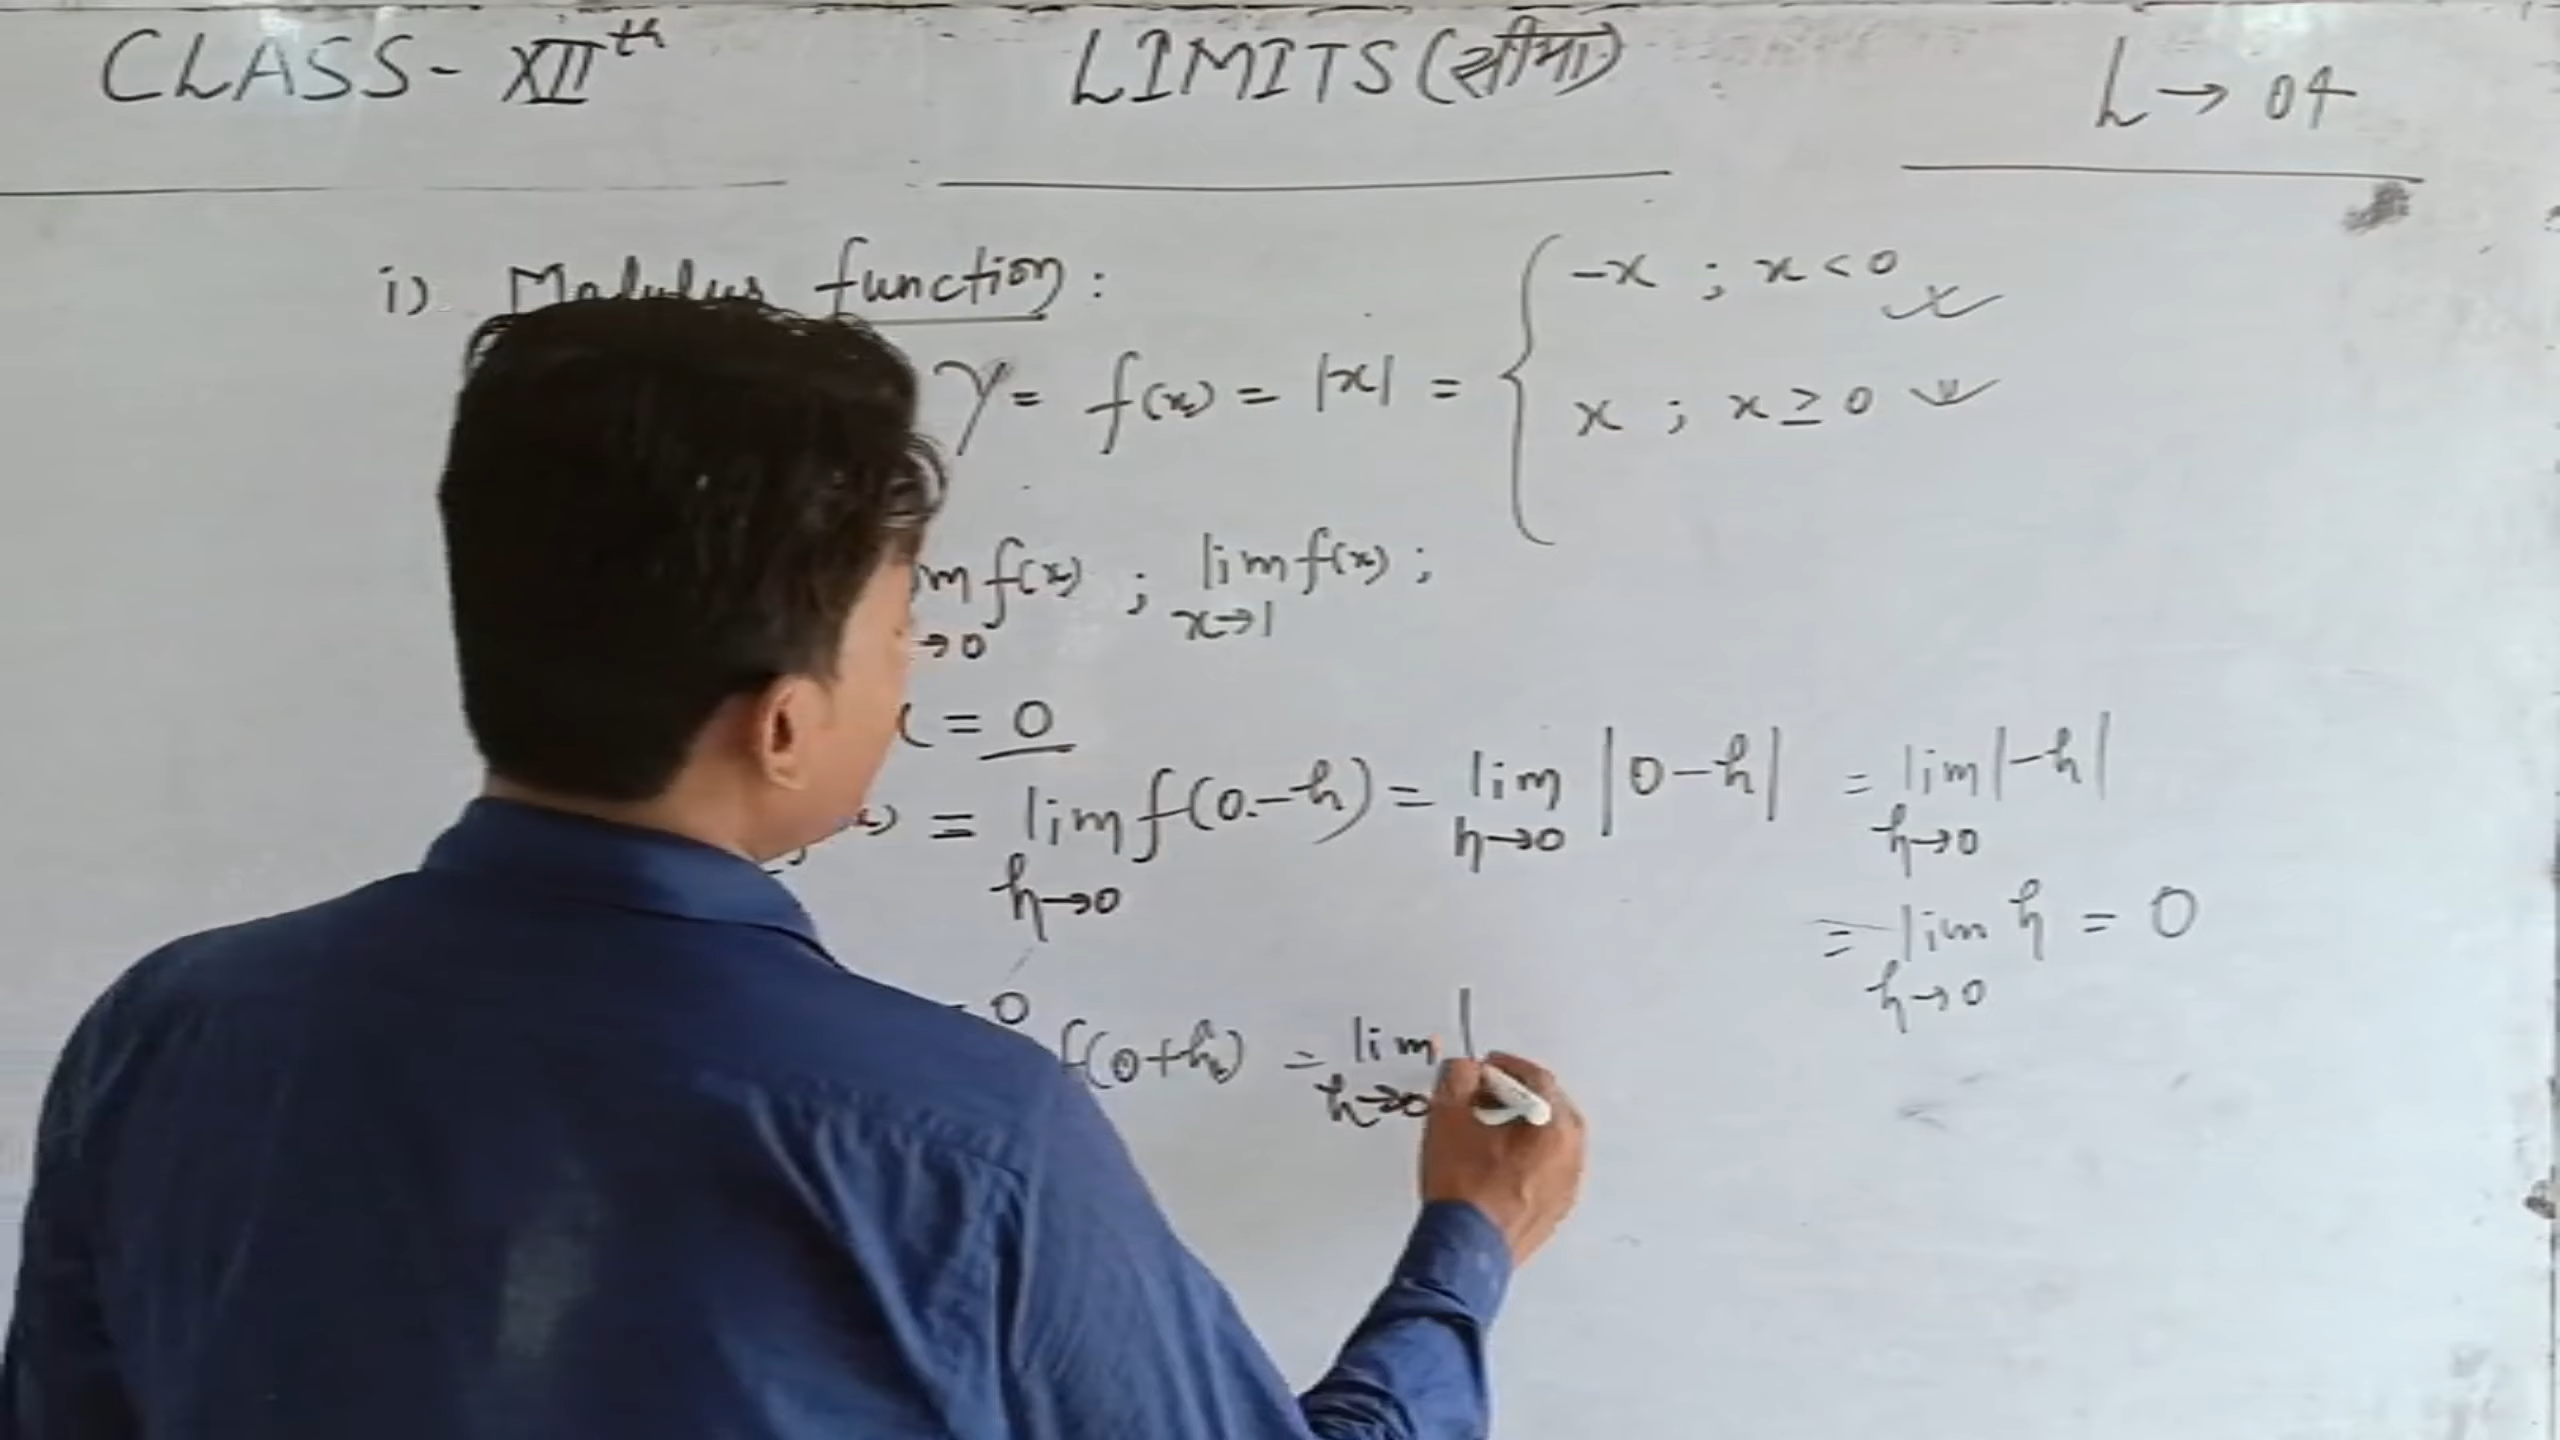 CLASS- XIIth LIMITS (सीमा) L → 04
i) Modulus function:
y = f(x) = |x| = { -x ; x < 0
x ; x ≥ 0
f(x) ; lim f(x) ;
→ 0 x→1
= 0
= lim f(0-h) = lim |0-h| = lim |-h|
h→0 h→0 h→0
= lim h = 0
h→0
0
f(0+h) = lim |
h→0